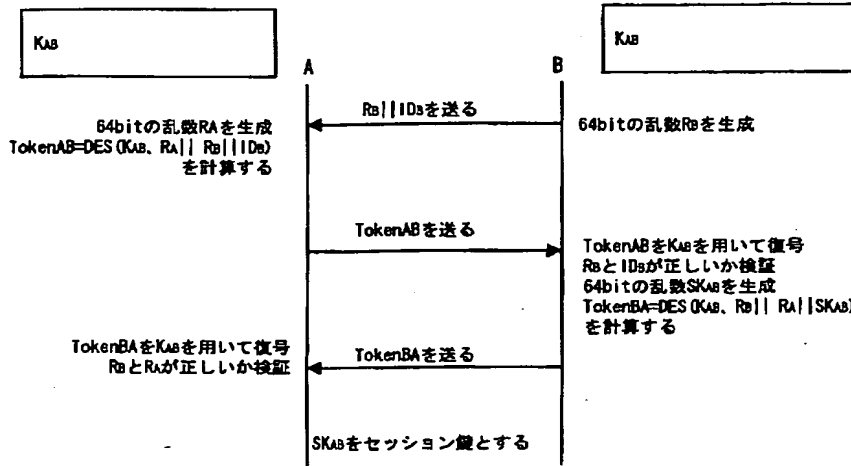 KAB
KAB
A
B
RB||IDBを送る
64bitの乱数RAを生成
TokenAB=DES(KAB、RA|| RB||IDB)
を計算する
64bitの乱数RBを生成
TokenABを送る
TokenABをKABを用いて復号
RBとIDBが正しいか検証
64bitの乱数SKABを生成
TokenBA=DES(KAB、RB|| RA||SKAB)
を計算する
TokenBAをKABを用いて復号
RBとRAが正しいか検証
TokenBAを送る
SKABをセッション鍵とする